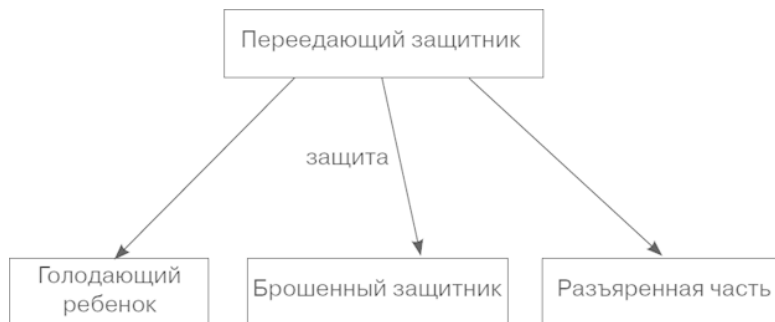 Переедающий защитник
защита
Голодающий
ребенок
Брошенный защитник
Разъяренная часть